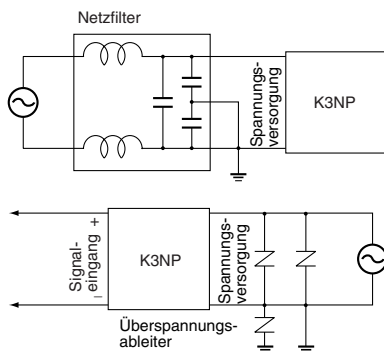 Netzfilter
Spannungs-
versorgung
K3NP
Signal-
eingang
+
–
K3NP
Spannungs-
versorgung
Überspannungs-
ableiter